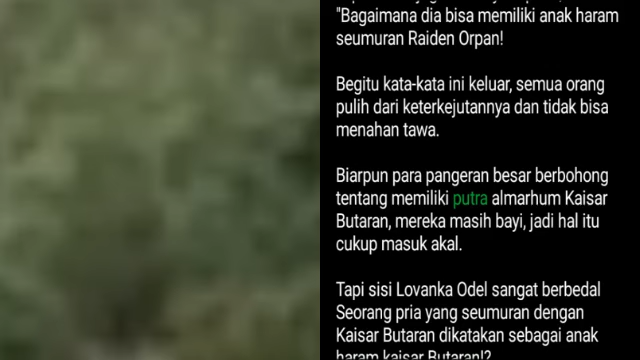 "Bagaimana dia bisa memiliki anak haram
seumuran Raiden Orpan!
Begitu kata-kata ini keluar, semua orang
pulih dari keterkejutannya dan tidak bisa
menahan tawa.
Biarpun para pangeran besar berbohong
tentang memiliki putra almarhum Kaisar
Butaran, mereka masih bayi, jadi hal itu
cukup masuk akal.
Tapi sisi Lovanka Odel sangat berbedal
Seorang pria yang seumuran dengan
Kaisar Butaran dikatakan sebagai anak
haram kaisar Butaran!?